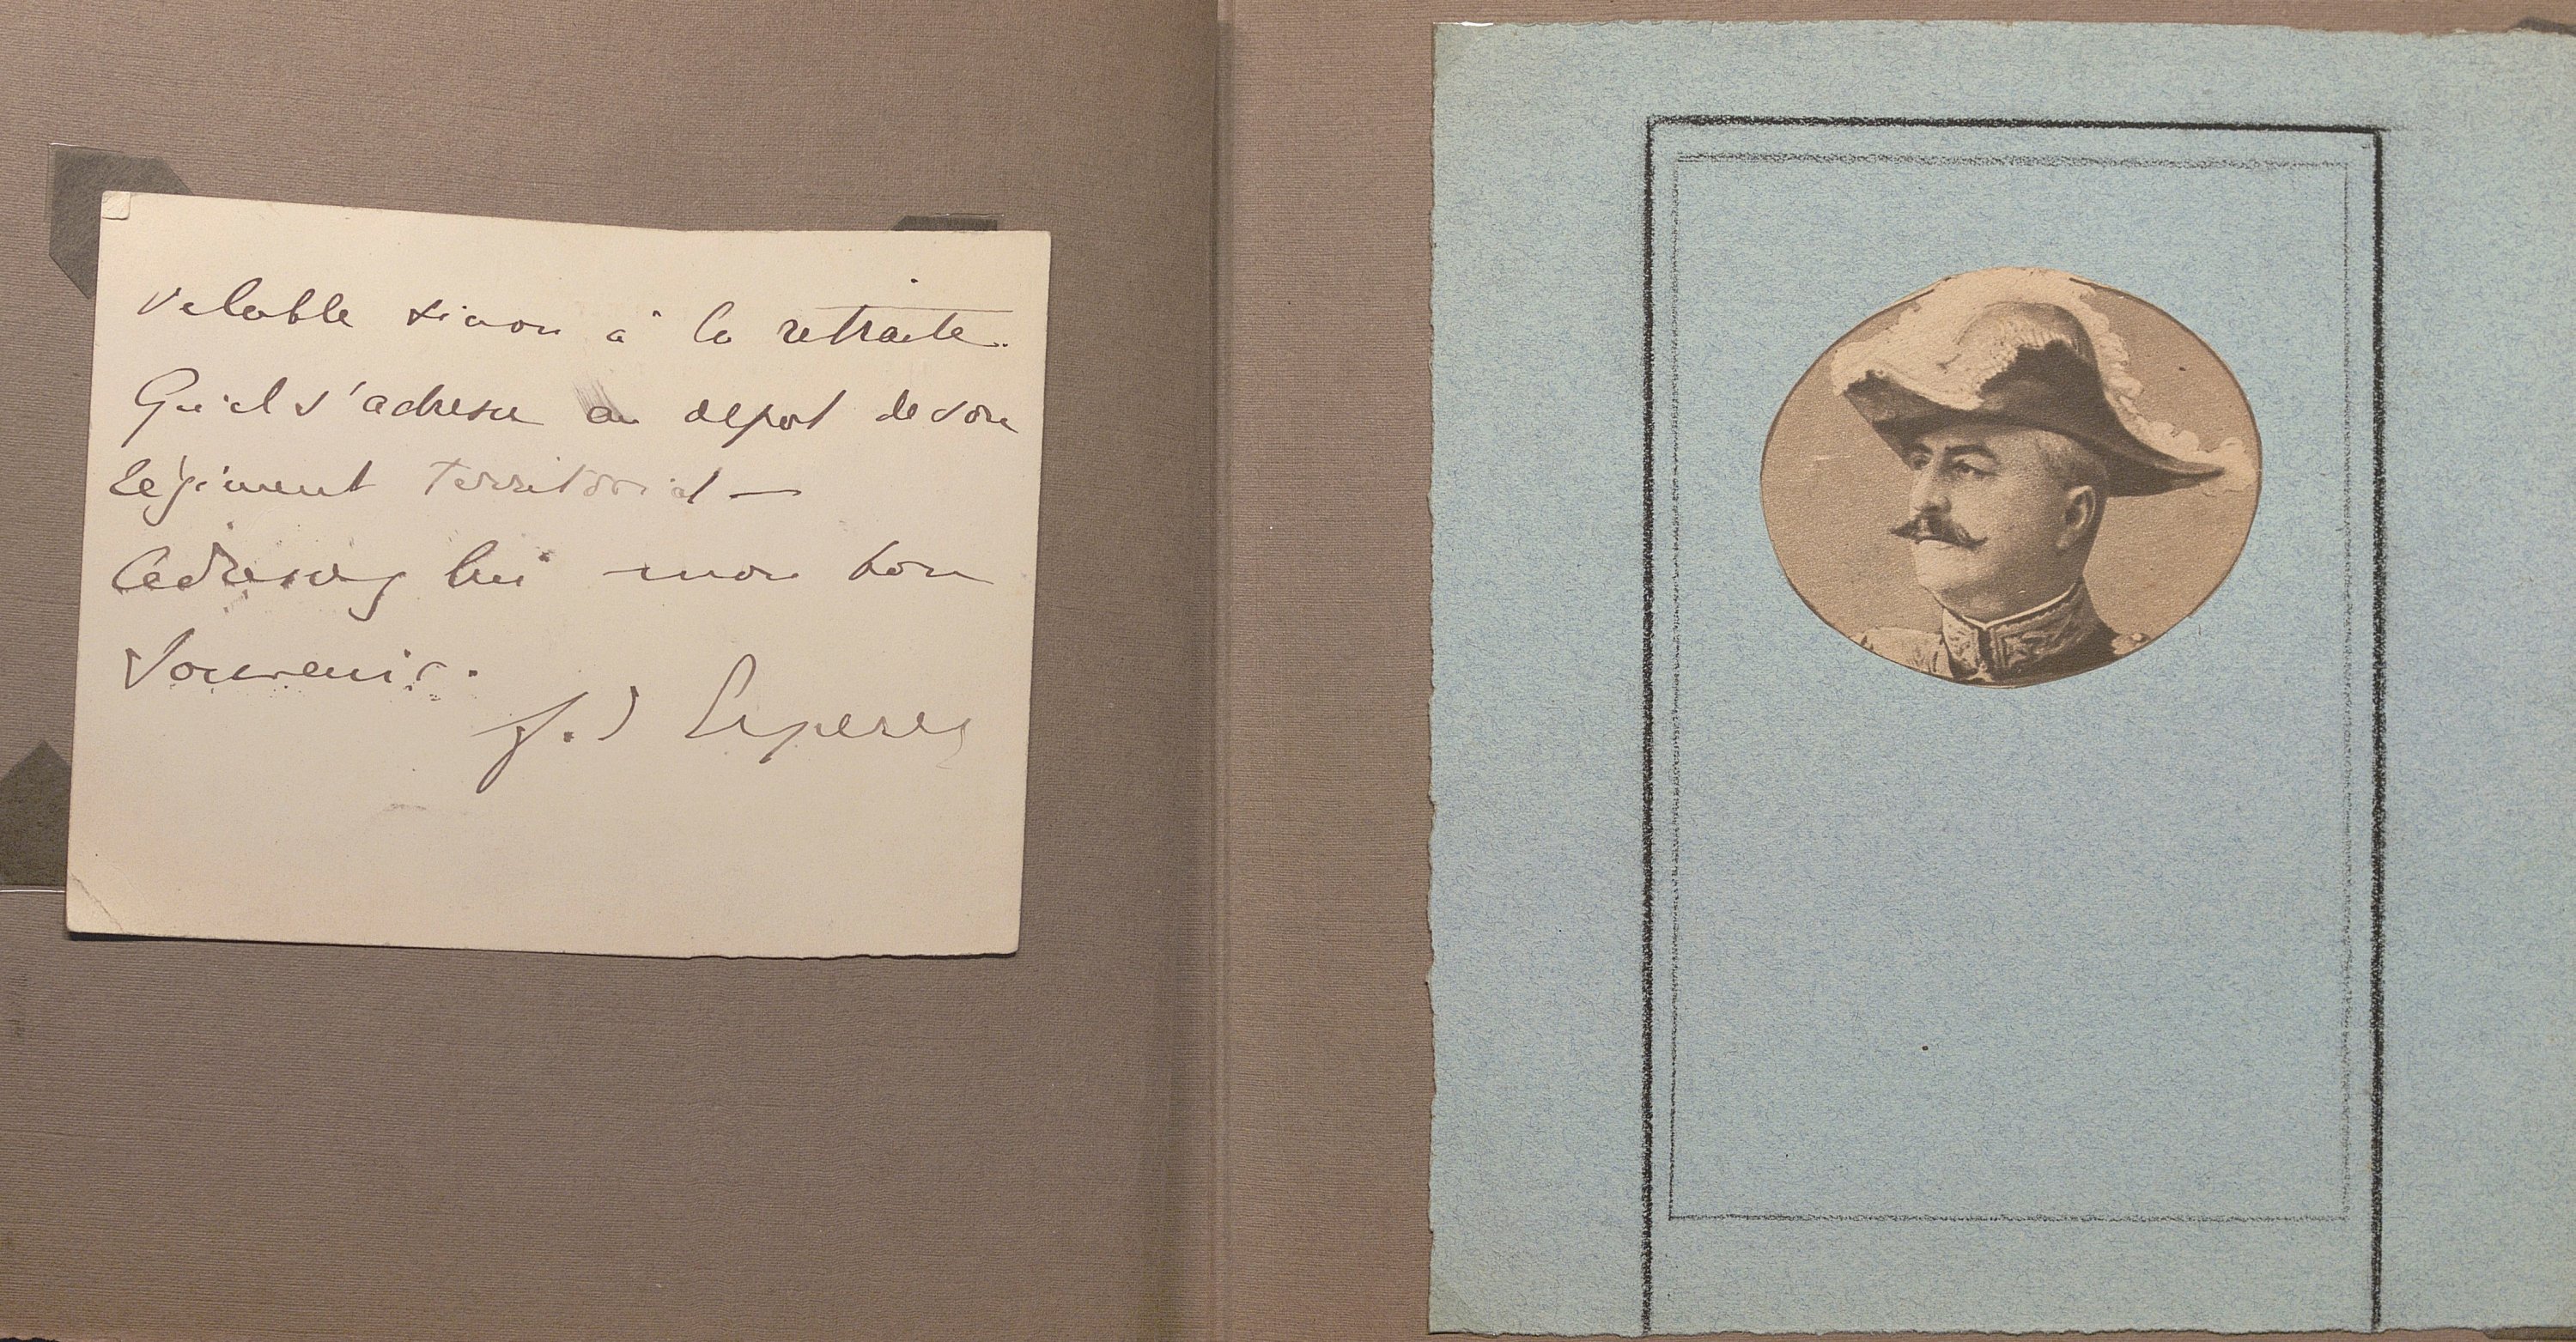 valable sinon à la retraite.
Qu'il s'adresse au dépot de son
régiment territorial —
Adressez lui mon bon
Souvenir.